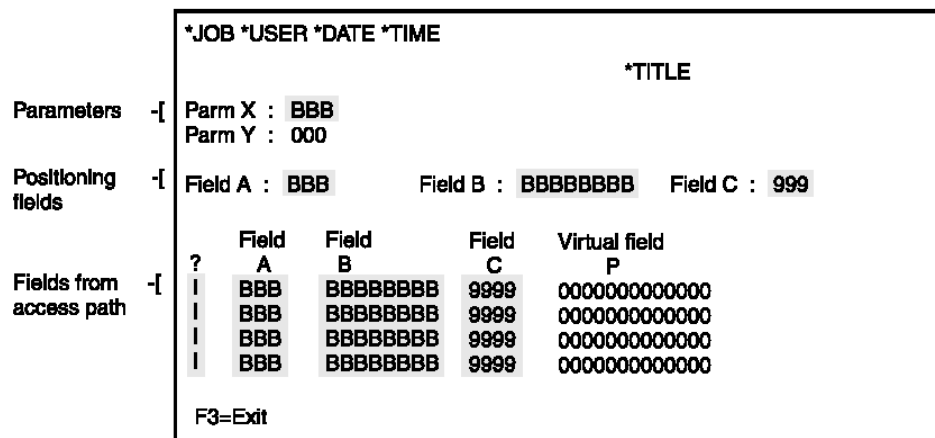 *JOB *USER *DATE *TIME
*TITLE
Parameters -[ Parm X : BBB
Parm Y : 000
Positioning fields -[ Field A : BBB Field B : BBBBBBBB Field C : 999
Field Field Field Virtual field
? A B C P
Fields from access path -[ I BBB BBBBBBBB 9999 0000000000000
I BBB BBBBBBBB 9999 0000000000000
I BBB BBBBBBBB 9999 0000000000000
I BBB BBBBBBBB 9999 0000000000000
F3=Exit